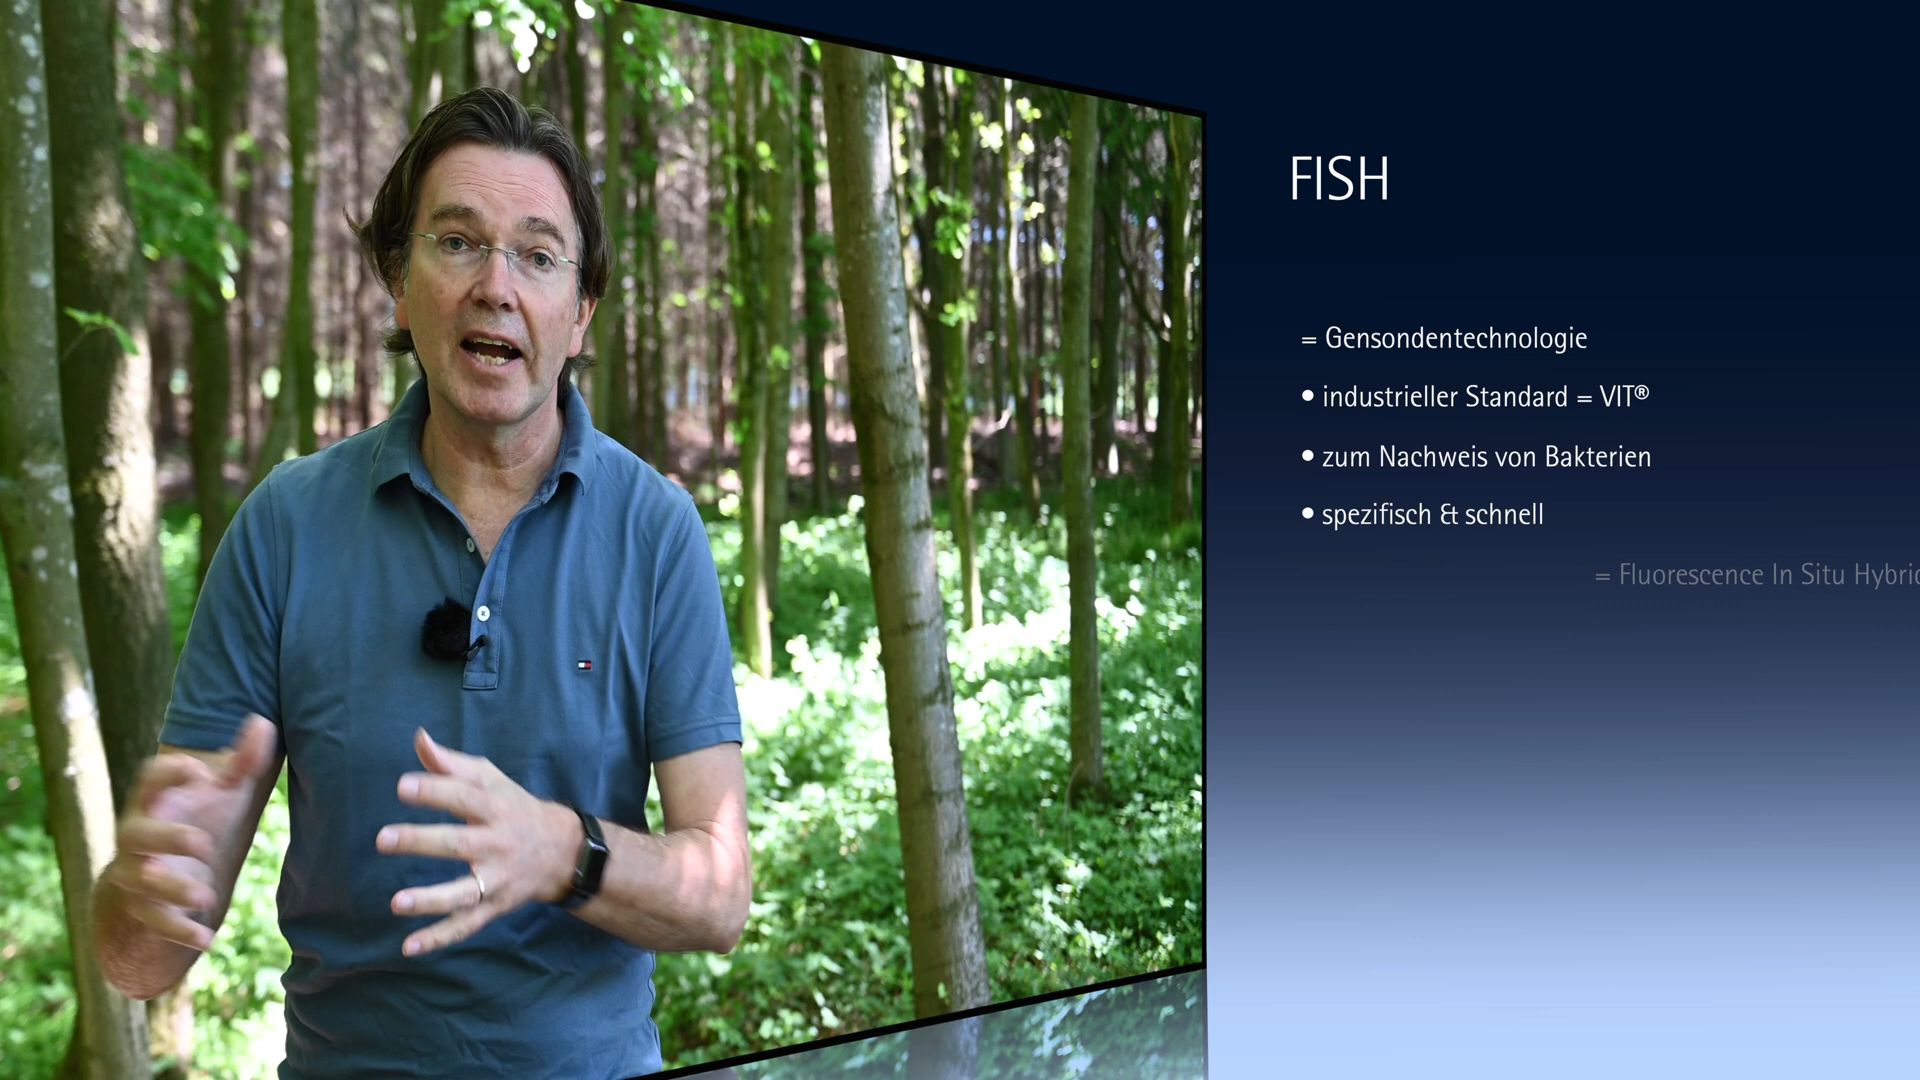 FISH
= Gensondentechnologie
• industrieller Standard = VIT®
• zum Nachweis von Bakterien
• spezifisch & schnell
= Fluorescence In Situ